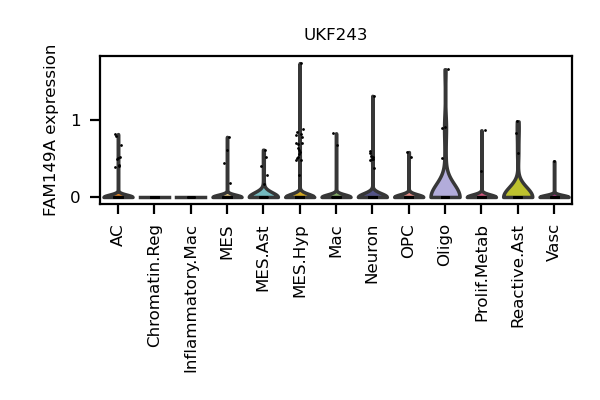 UKF243
FAM149A expression
1
0
AC
Chromatin.Reg
Inflammatory.Mac
MES
MES.Ast
MES.Hyp
Mac
Neuron
OPC
Oligo
Prolif.Metab
Reactive.Ast
Vasc